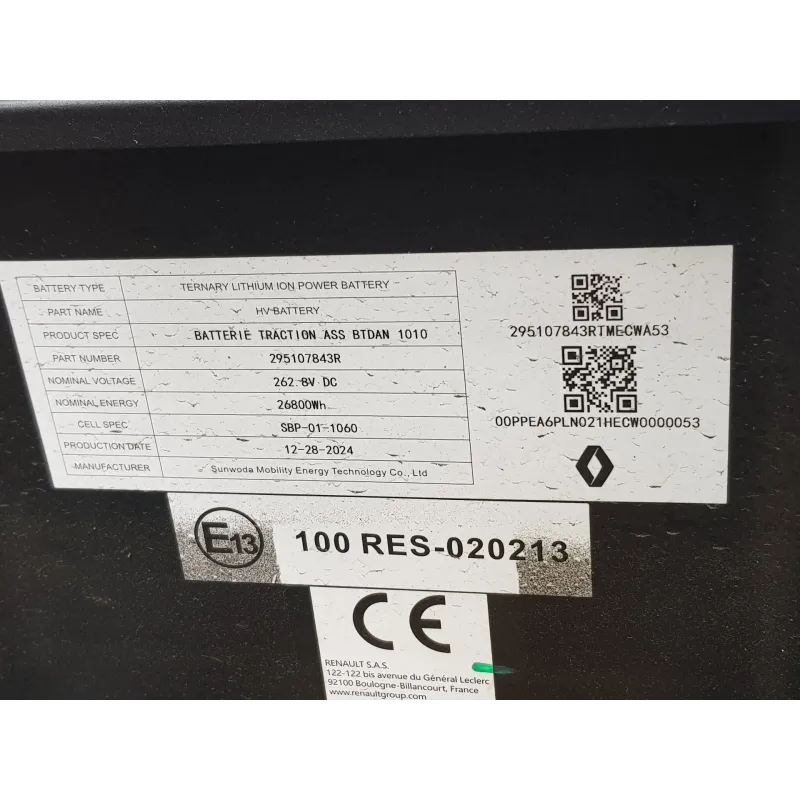 BATTERY TYPE TERNARY LITHIUM ION POWER BATTERY
PART NAME HV BATTERY
PRODUCT SPEC BATTERIE TRACTION ASS BTDAN 1010
PART NUMBER 295107843R
NOMINAL VOLTAGE 262.8V DC
NOMINAL ENERGY 26800Wh
CELL SPEC SBP-01-1060
PRODUCTION DATE 12-28-2024
MANUFACTURER Sunwoda Mobility Energy Technology Co., Ltd
295107843RTMECWA53
00PPEA6PLN021HECW0000053
E13 100 RES-020213
CE
RENAULT S.A.S.
122-122 bis avenue du Général Leclerc
92100 Boulogne-Billancourt, France
www.renaultgroup.com